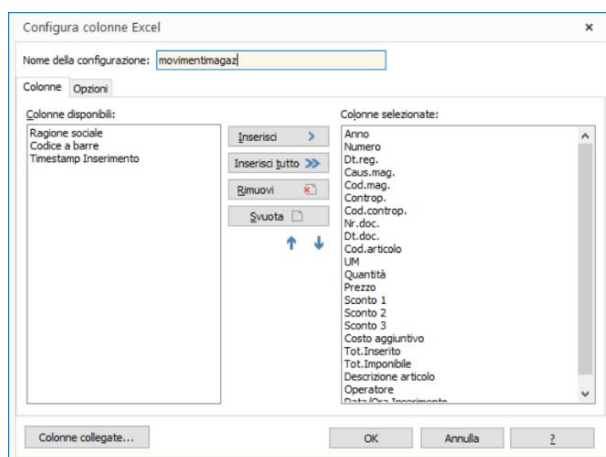 Configura colonne Excel
Nome della configurazione: movimentimagaz
Colonne Opzioni
Colonne disponibili:
Ragione sociale
Codice a barre
Timestamp Inserimento
Inserisci
Inserisci tutto
Rimuovi
Svuota
Colonne selezionate:
Anno
Numero
Dt.reg.
Caus.mag.
Cod.mag.
Controp.
Cod.controp.
Nr.doc.
Dt.doc.
Cod.articolo
UM
Quantità
Prezzo
Sconto 1
Sconto 2
Sconto 3
Costo aggiuntivo
Tot.Inserito
Tot.Imponibile
Descrizione articolo
Operatore
Data/Ora Inserimento
Colonne collegate...
OK
Annulla
?